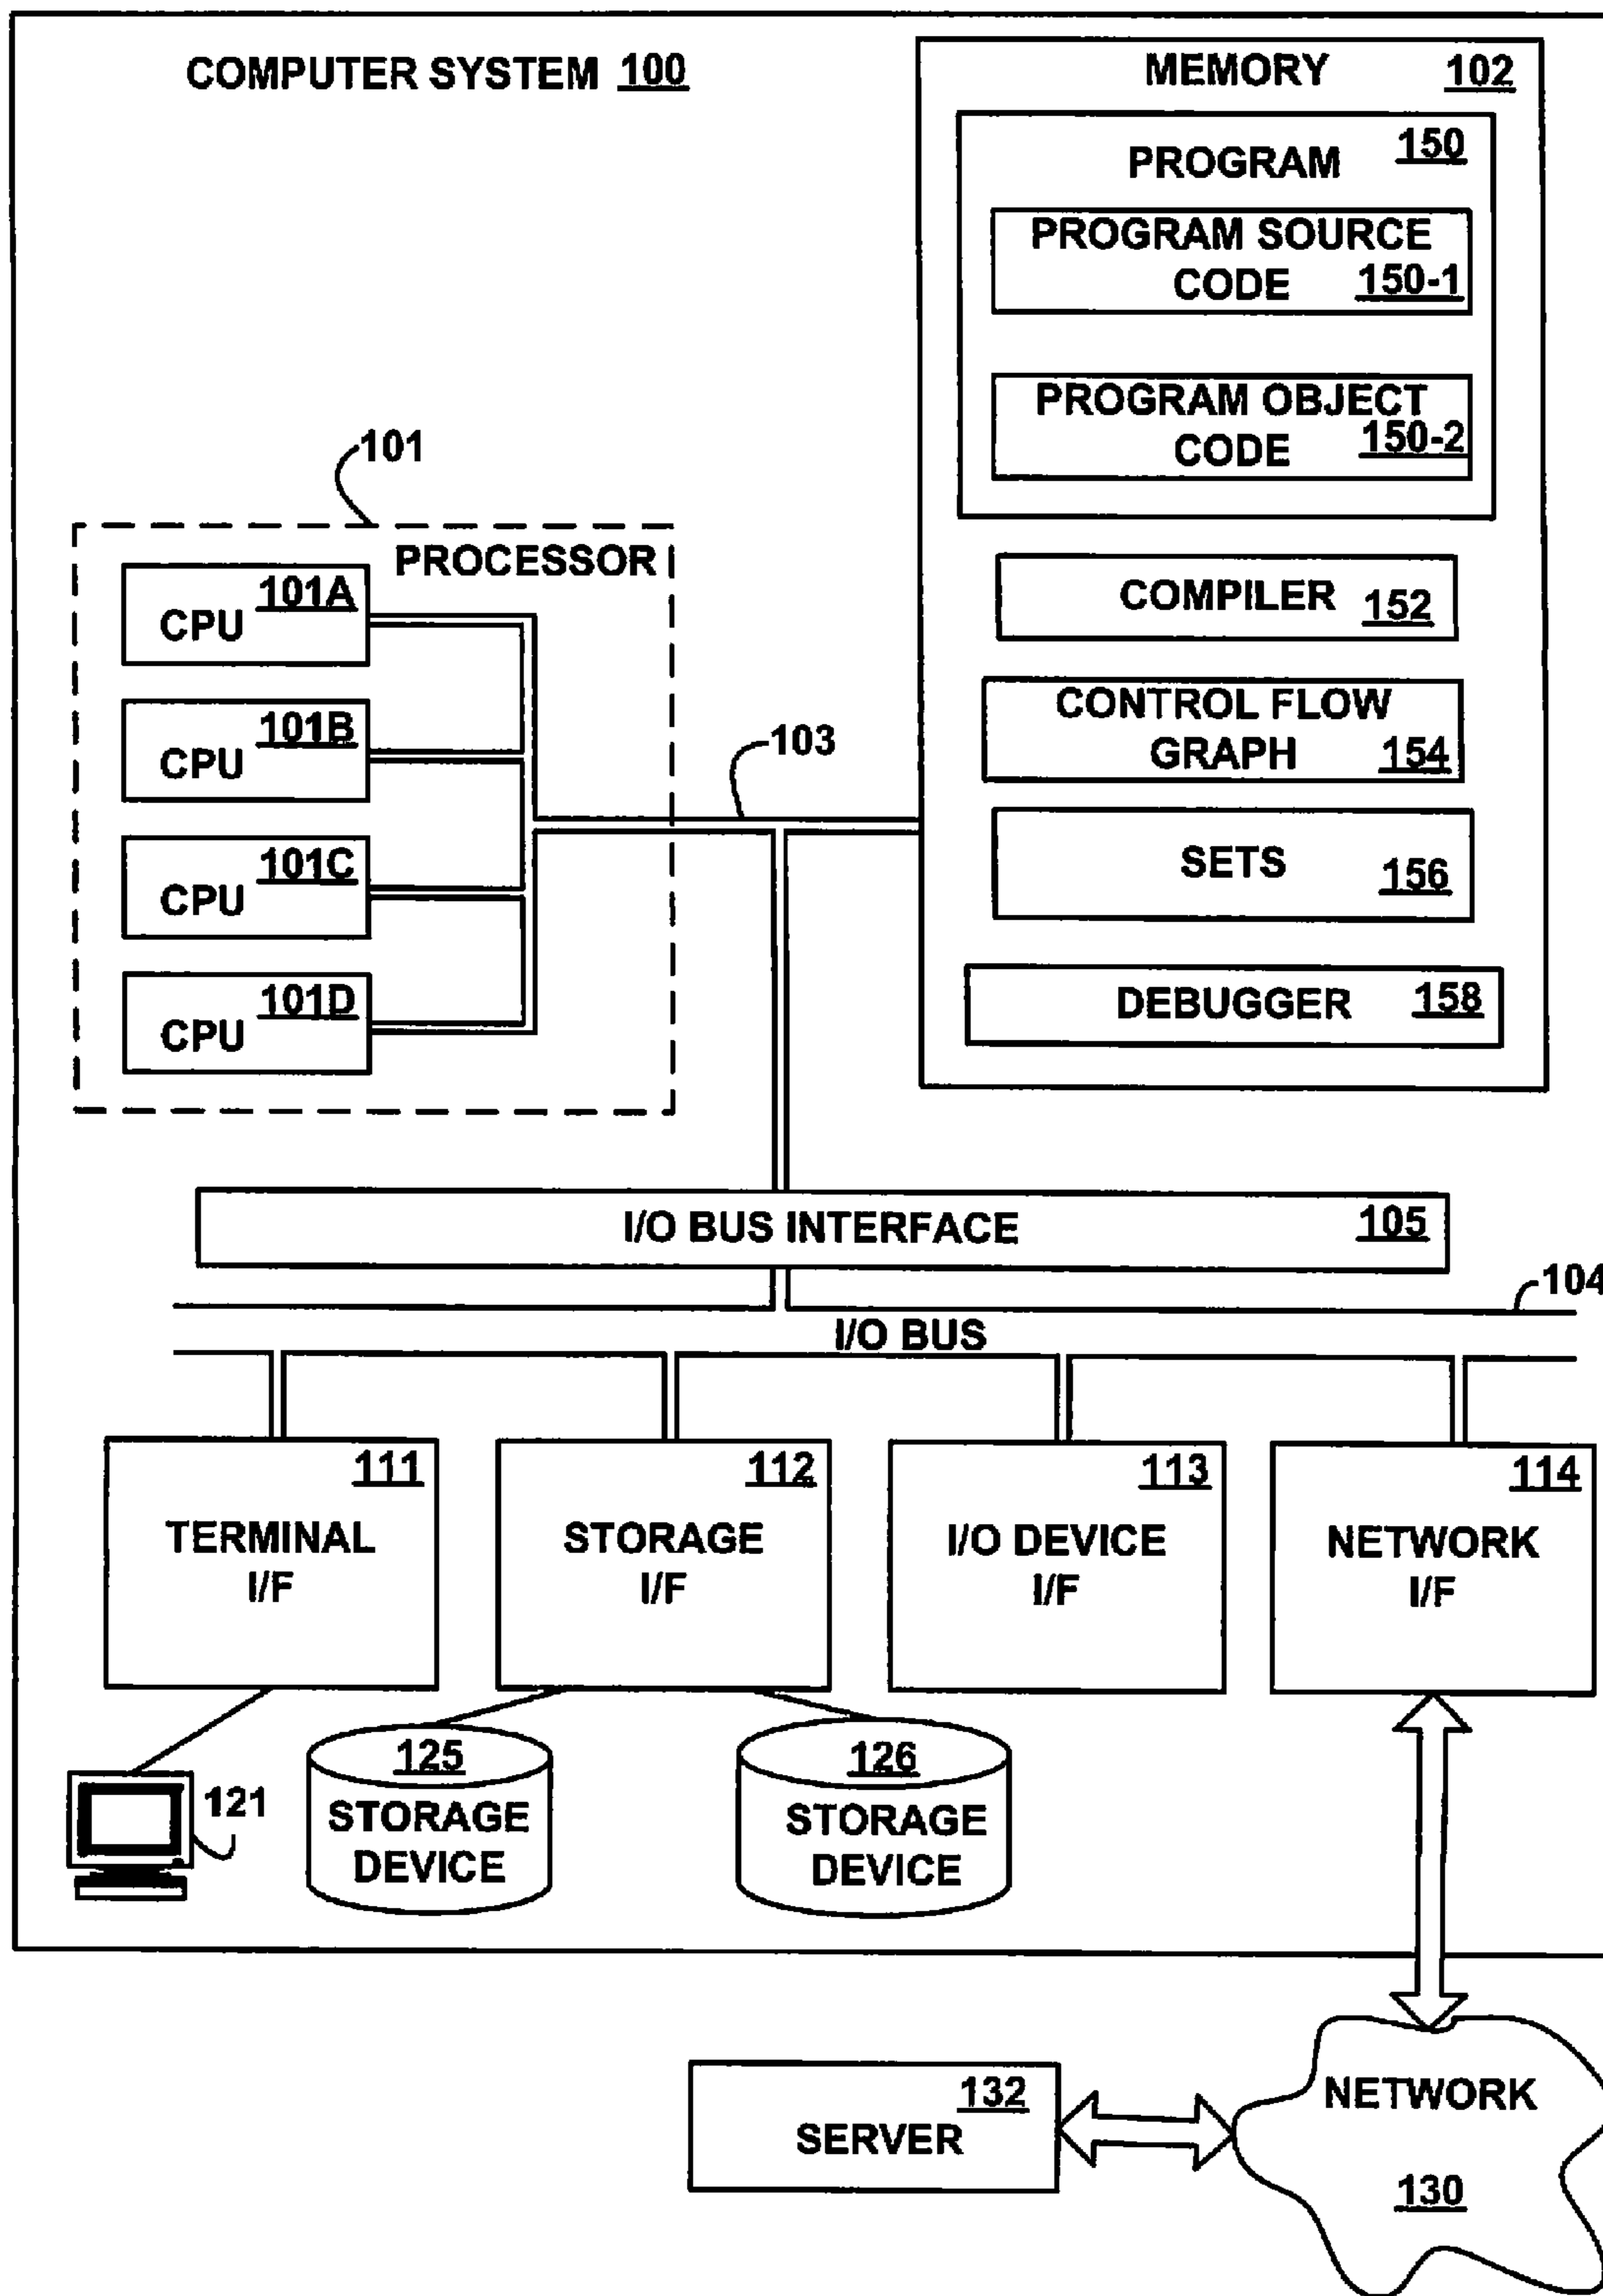 COMPUTER SYSTEM 100
MEMORY 102
PROGRAM 150
PROGRAM SOURCE
CODE 150-1
PROGRAM OBJECT
CODE 150-2
COMPILER 152
CONTROL FLOW
GRAPH 154
SETS 156
DEBUGGER 158
101
PROCESSOR
CPU 101A
CPU 101B
CPU 101C
CPU 101D
103
I/O BUS INTERFACE 105
104
I/O BUS
111
TERMINAL
I/F
112
STORAGE
I/F
113
I/O DEVICE
I/F
114
NETWORK
I/F
121
125
STORAGE
DEVICE
126
STORAGE
DEVICE
132
SERVER
NETWORK
130